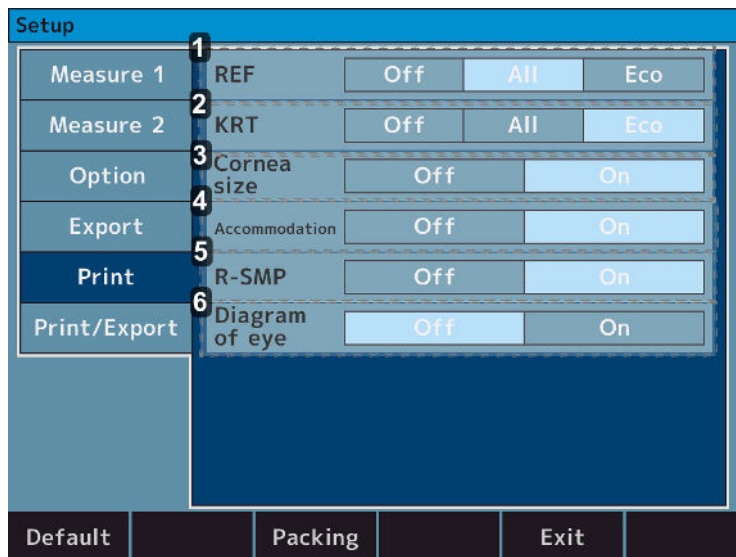 Setup
1
Measure 1 REF Off All Eco
2
Measure 2 KRT Off All Eco
3
Option Cornea size Off On
4
Export Accommodation Off On
5
Print R-SMP Off On
6
Print/Export Diagram of eye Off On
Default Packing Exit